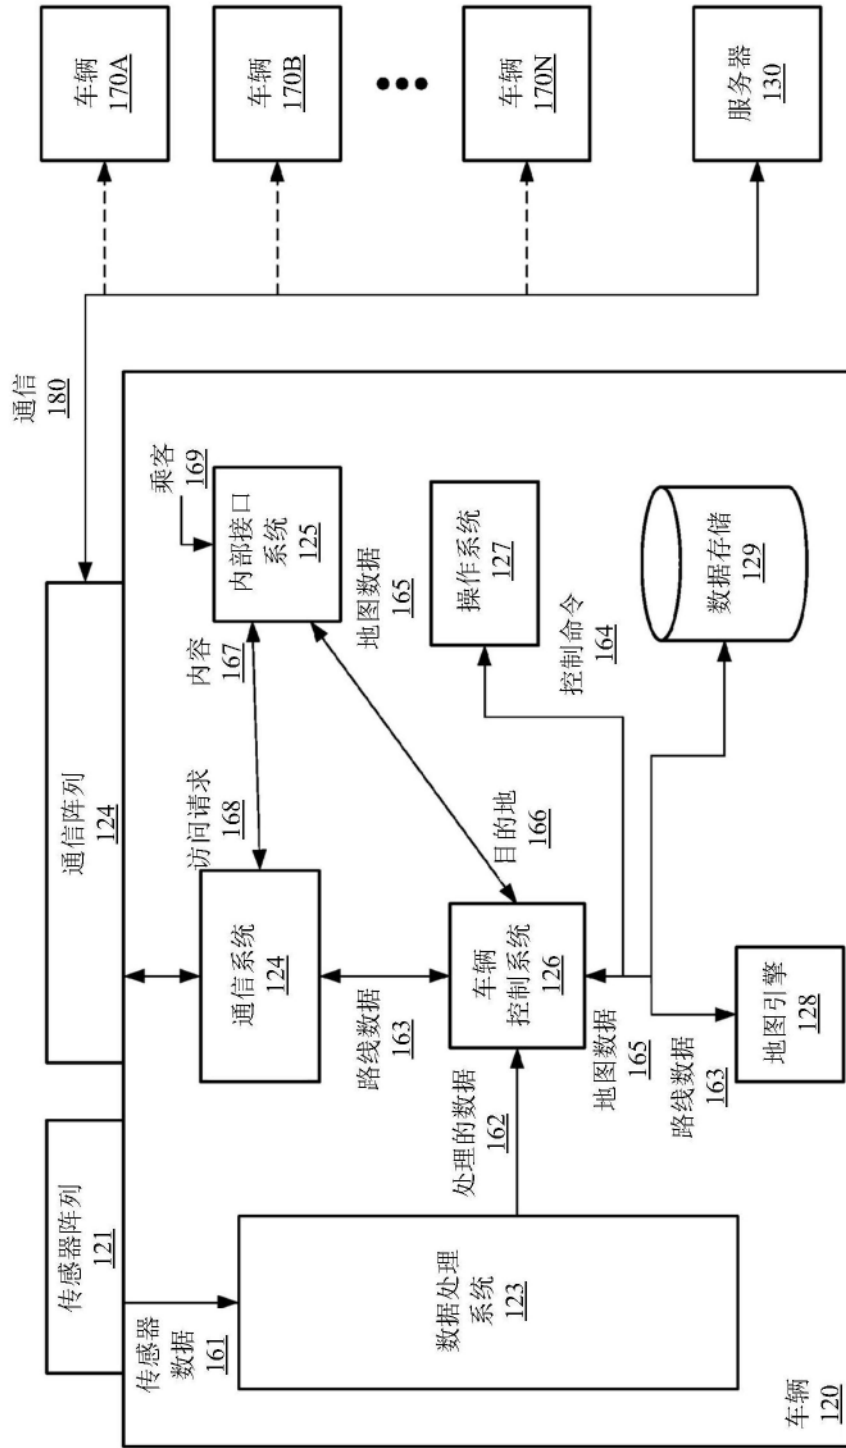 传感器阵列
121
通信阵列
124
通信
180
车辆
170A
车辆
170B
车辆
170N
服务器
130
传感器
数据
161
数据处理
系统
123
处理的数据
162
通信系统
124
访问请求
168
内容
167
乘客
169
内部接口
系统
125
路线数据
163
车辆
控制系统
126
目的地
166
地图数据
165
操作系统
127
控制命令
164
地图数据
165
路线数据
163
地图引擎
128
数据存储
129
车辆
120